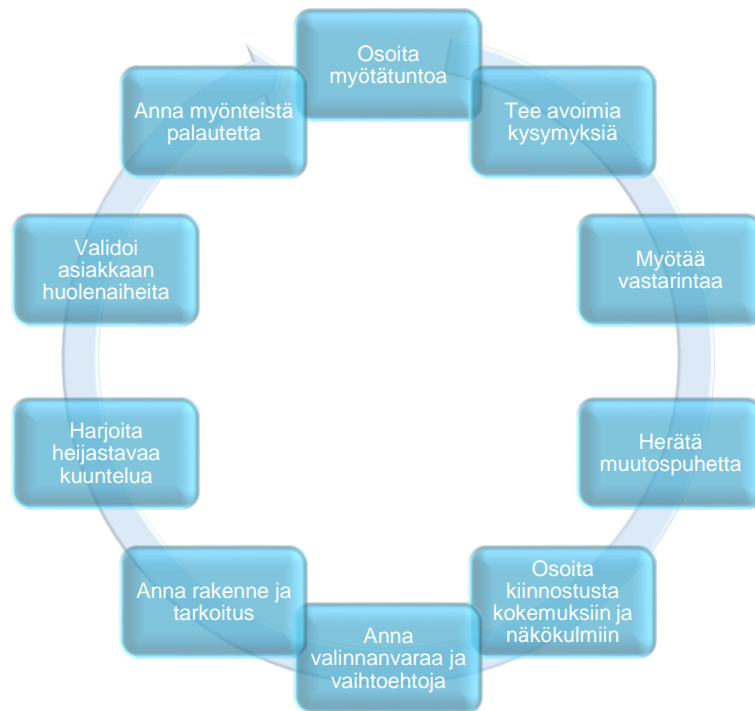 Osoita
myötätuntoa
Tee avoimia
kysymyksiä
Myötää
vastarintaa
Herätä
muutospuhetta
Osoita
kiinnostusta
kokemuksiin ja
näkökulmiin
Anna
valinnanvaraa ja
vaihtoehtoja
Anna rakenne ja
tarkoitus
Harjoita
heijastavaa
kuuntelua
Validoi
asiakkaan
huolenaiheita
Anna myönteistä
palautetta